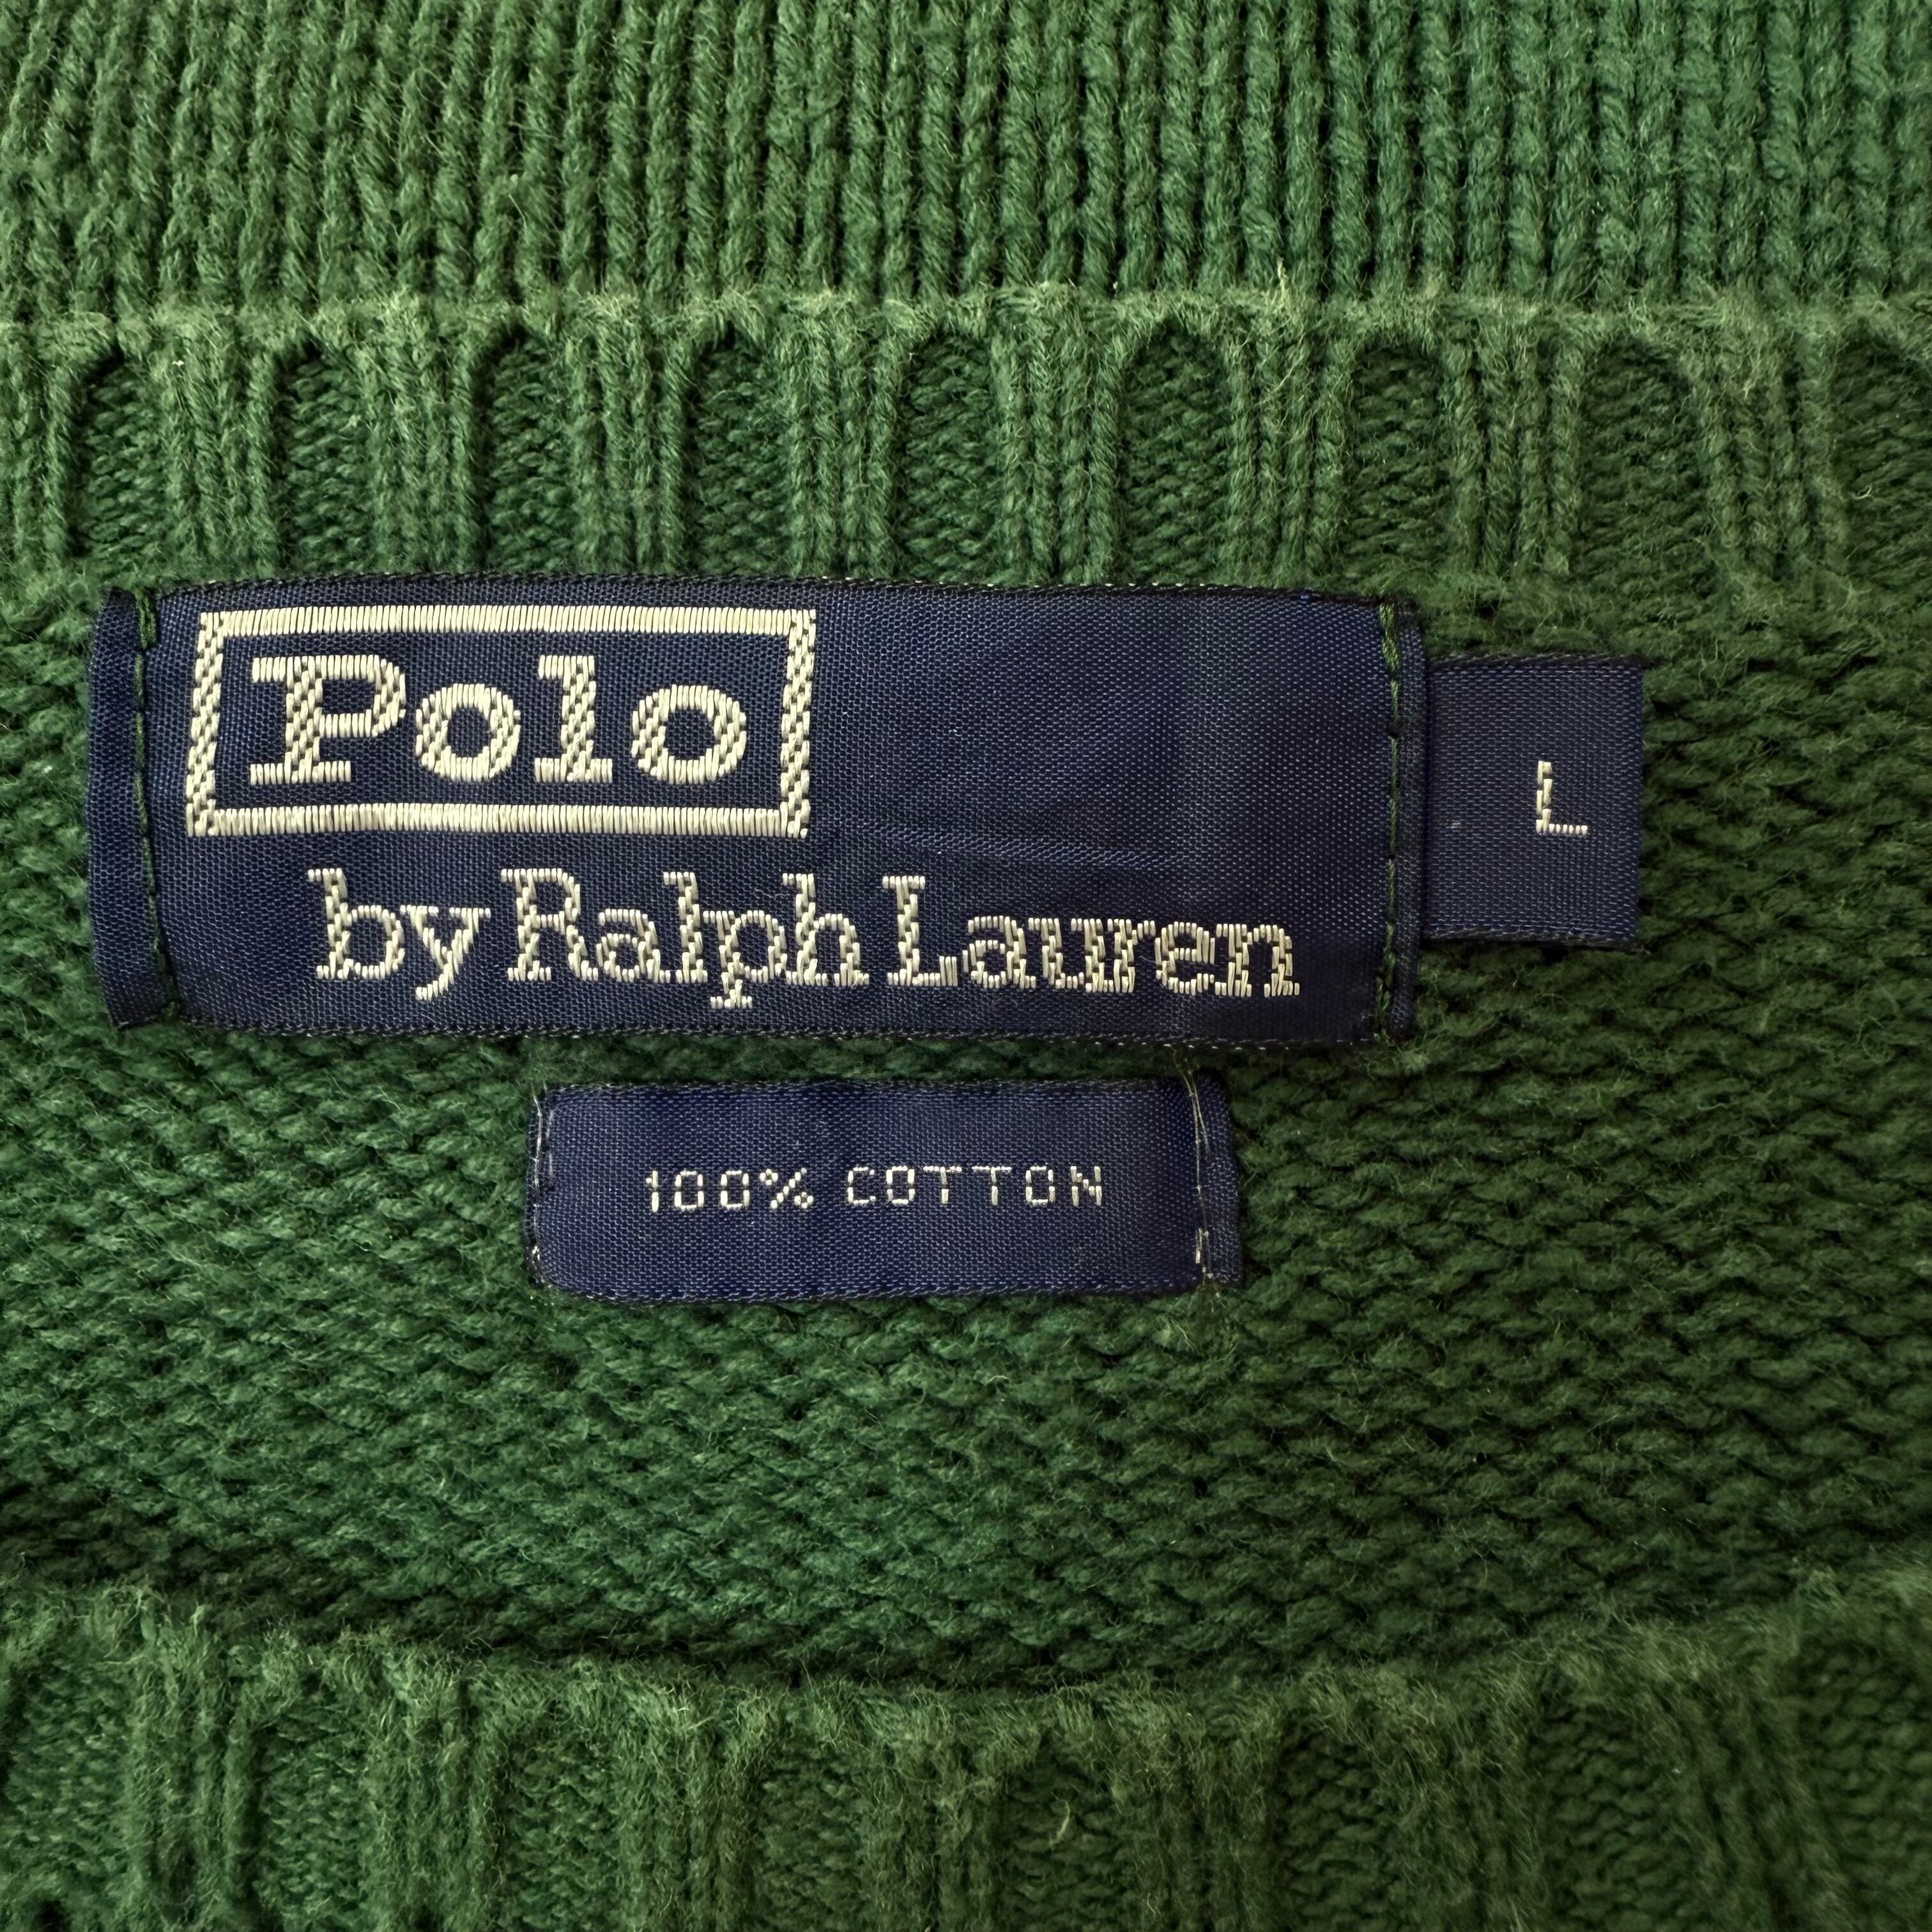 Polo
by Ralph Lauren
L
100% COTTON